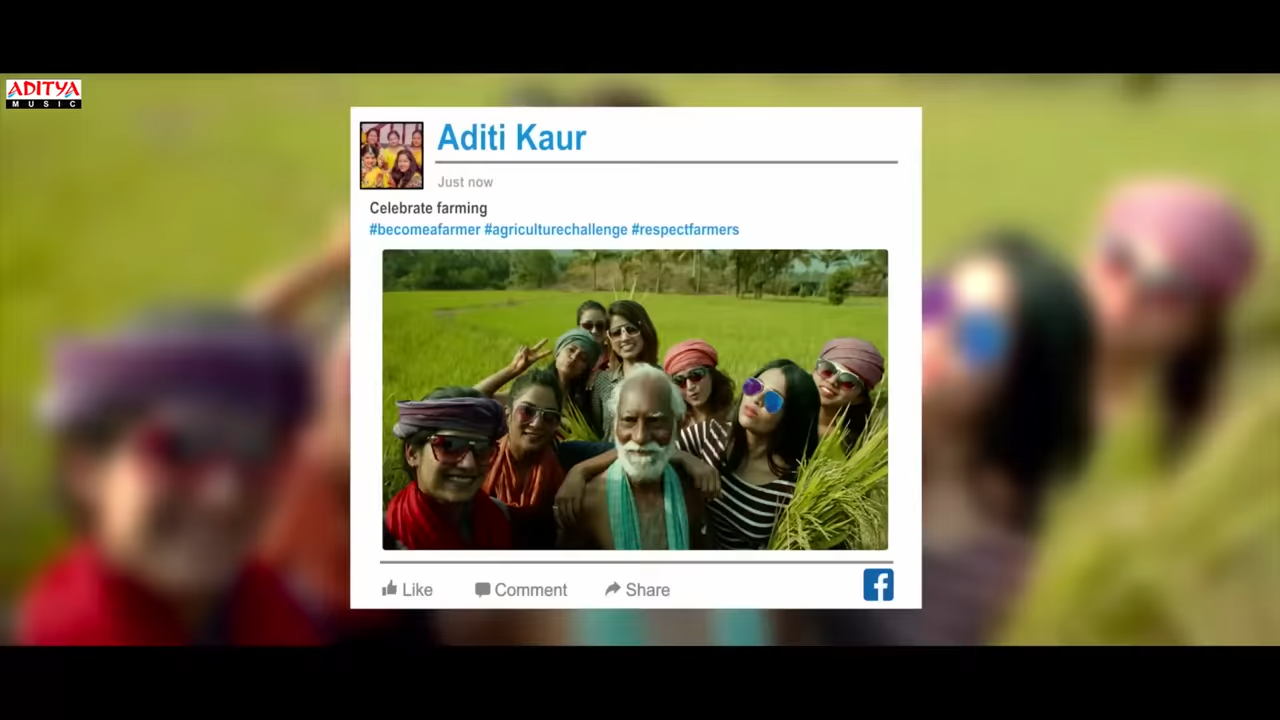 ADITYA
MUSIC
Aditi Kaur
Just now
Celebrate farming
#becomeafarmer #agriculturechallenge #respectfarmers
Like Comment Share f